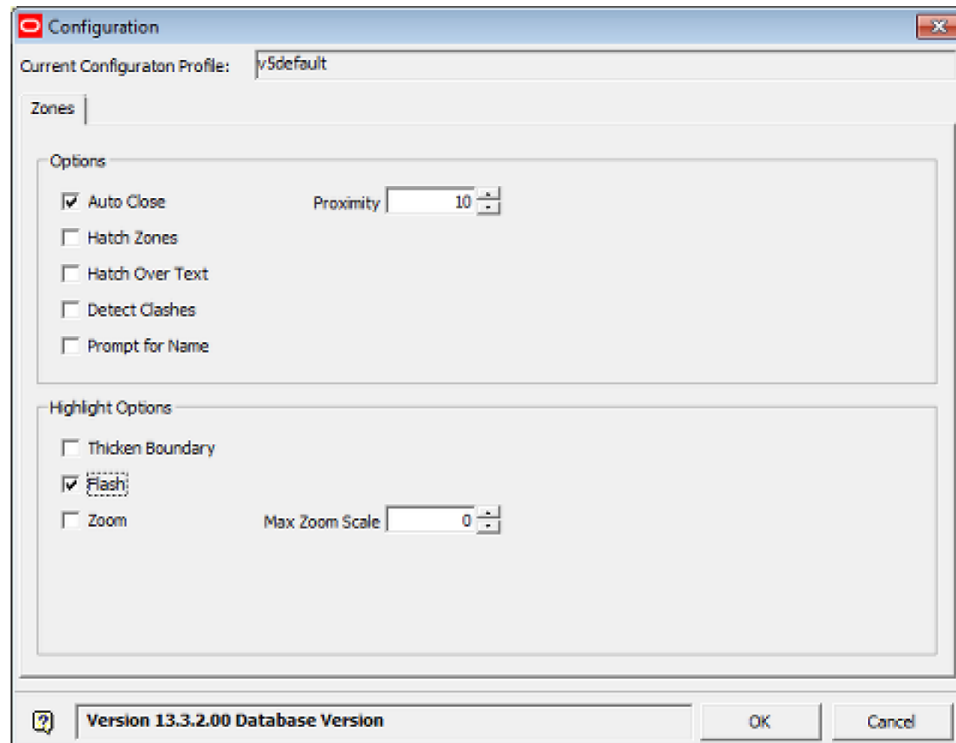 Configuration
Current Configuraton Profile: v5default
Zones
Options
Auto Close Proximity 10
Hatch Zones
Hatch Over Text
Detect Clashes
Prompt for Name
Highlight Options
Thicken Boundary
Flash
Zoom Max Zoom Scale 0
? Version 13.3.2.00 Database Version OK Cancel